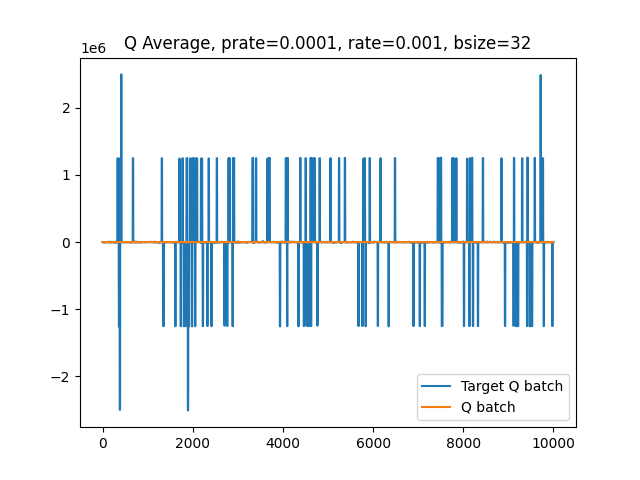 Q Average, prate=0.0001, rate=0.001, bsize=32
1e6
2
1
0
−1
−2
0 2000 4000 6000 8000 10000
Target Q batch
Q batch